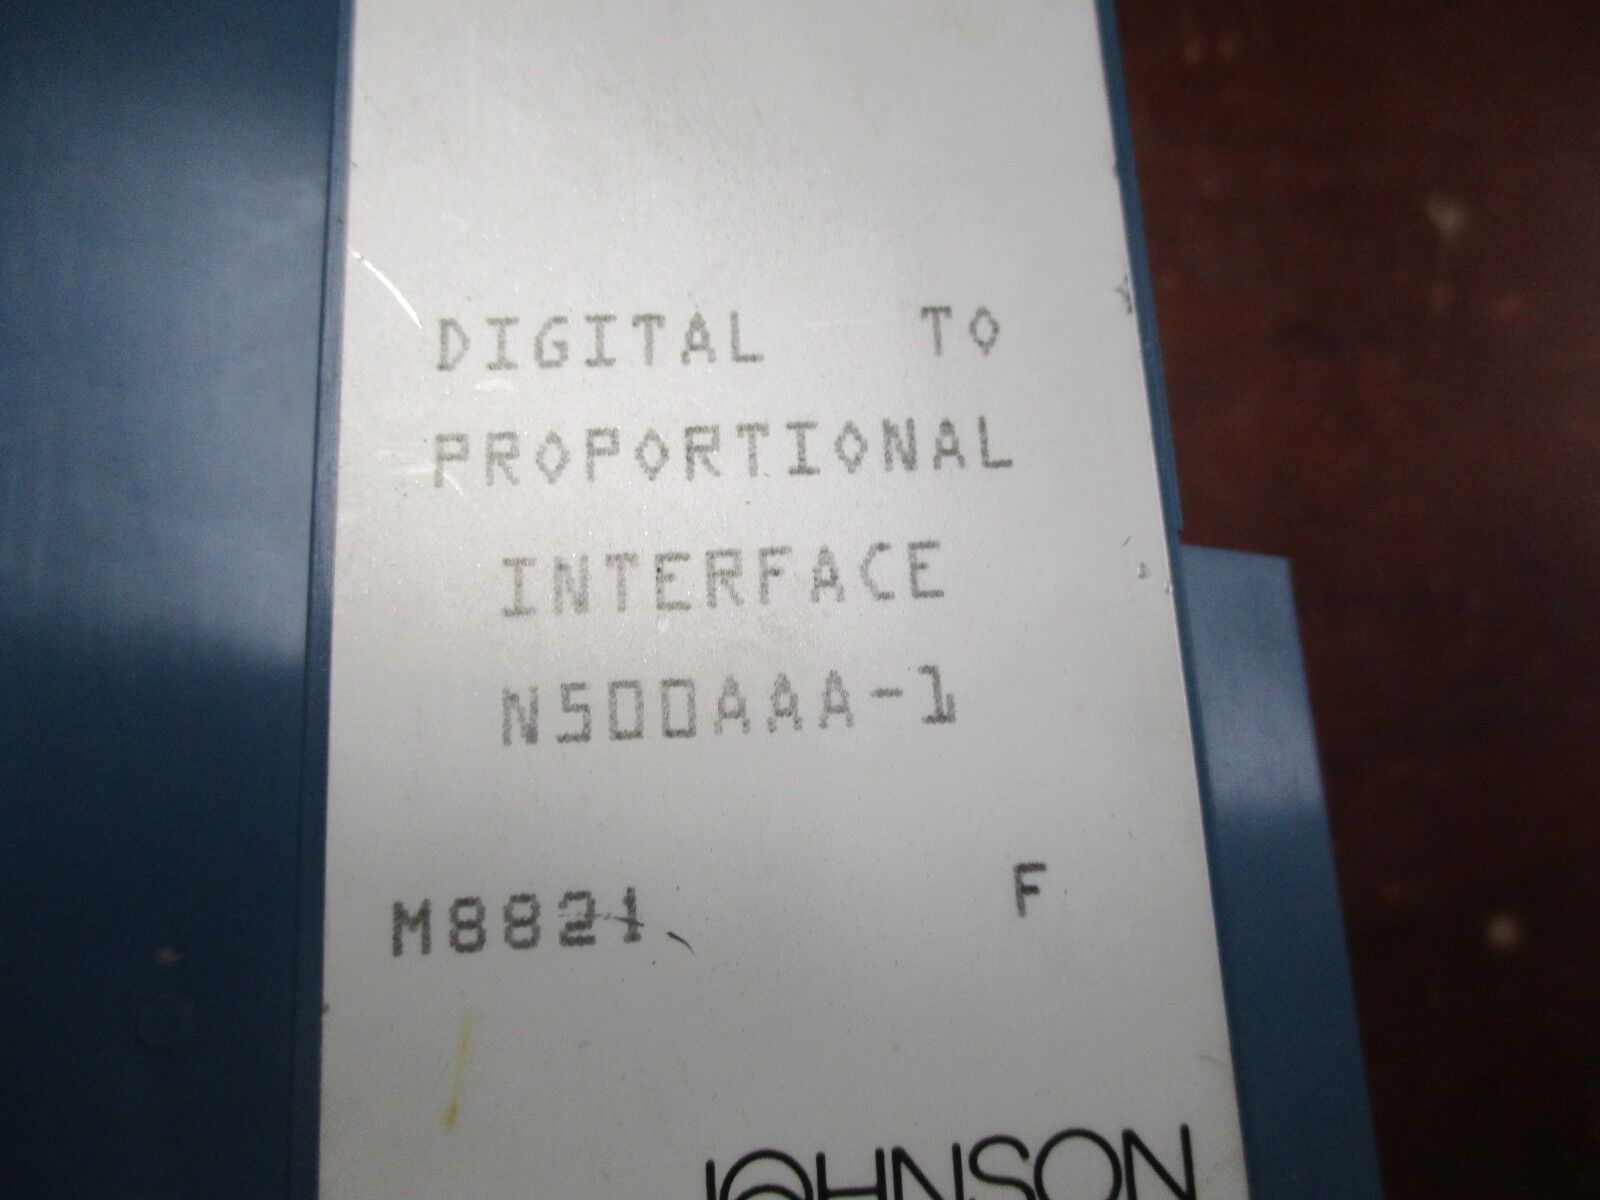 DIGITAL TO
PROPORTIONAL
INTERFACE
N500AAA-1
M8821 F
JOHNSON